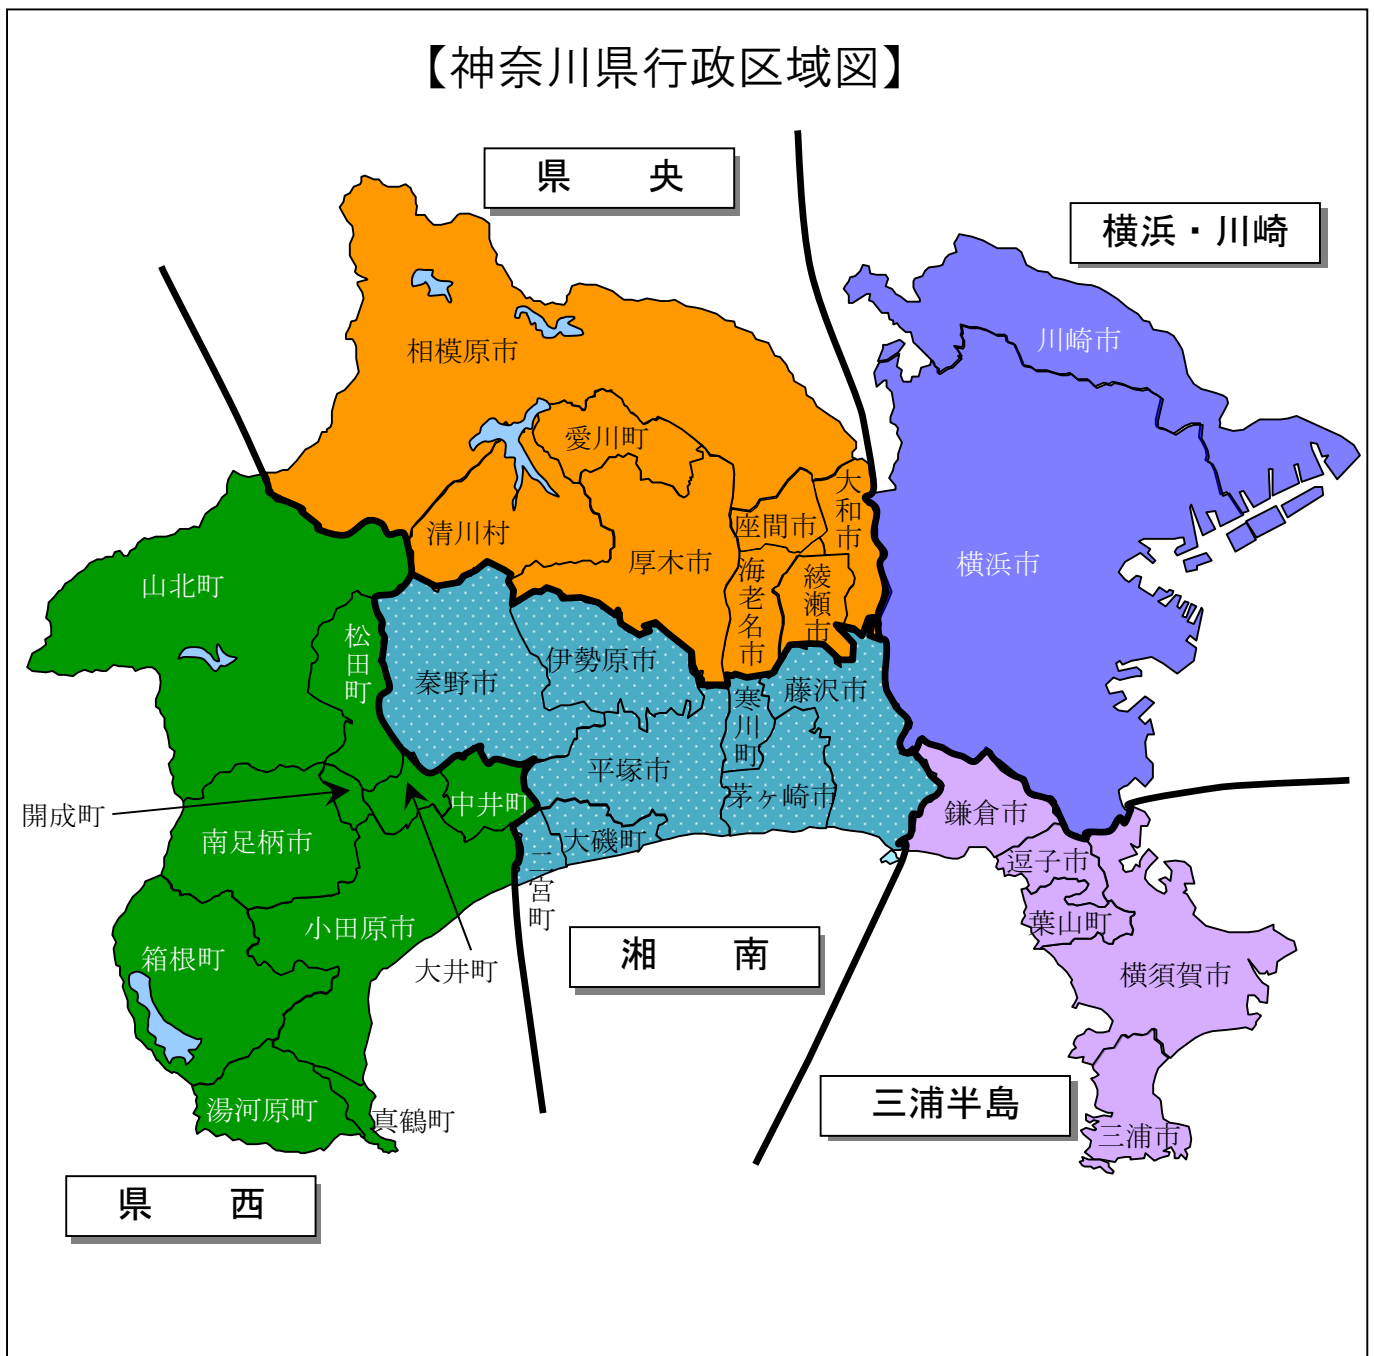 【神奈川県行政区域図】
県　央
横浜・川崎
川崎市
相模原市
愛川町
大和市
清川村
座間市
厚木市
海老名市
綾瀬市
横浜市
山北町
松田町
秦野市
伊勢原市
寒川町
藤沢市
平塚市
茅ヶ崎市
中井町
開成町
南足柄市
大磯町
二宮町
鎌倉市
逗子市
葉山町
小田原市
箱根町
大井町
湘　南
横須賀市
三浦半島
湯河原町
真鶴町
三浦市
県　西